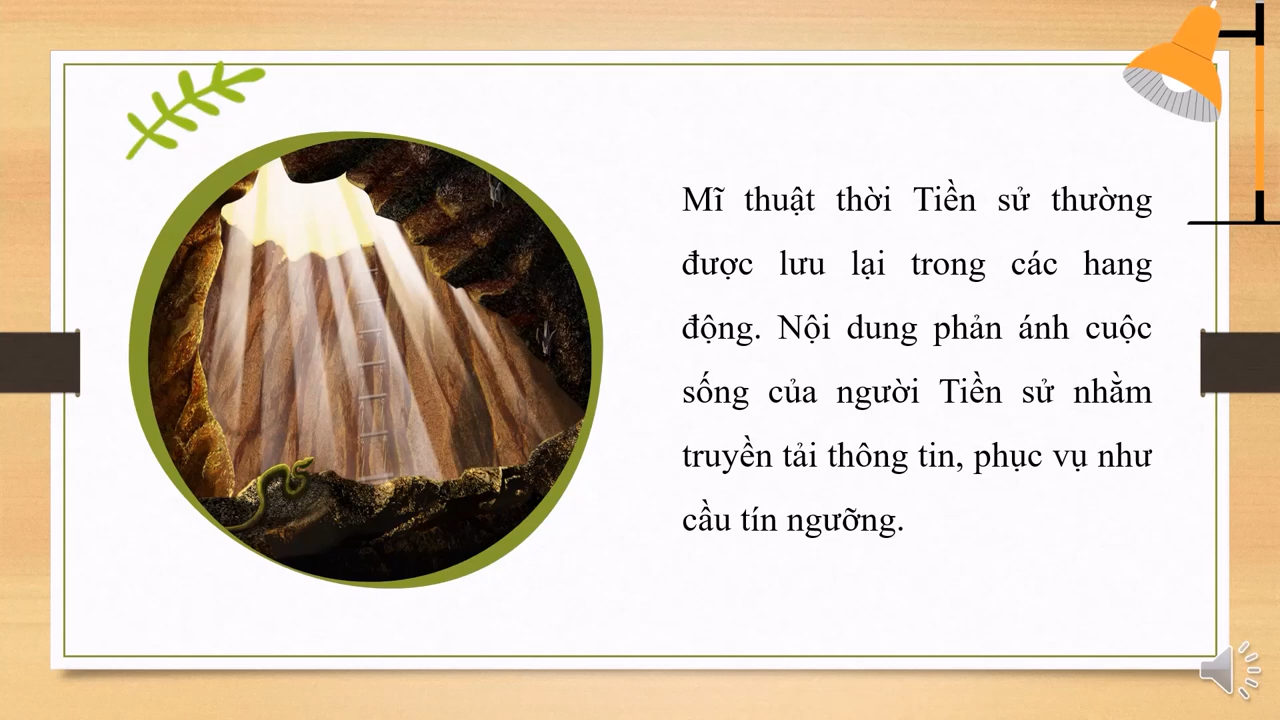 Mĩ thuật thời Tiền sử thường
được lưu lại trong các hang
động. Nội dung phản ánh cuộc
sống của người Tiền sử nhằm
truyền tải thông tin, phục vụ như
cầu tín ngưỡng.